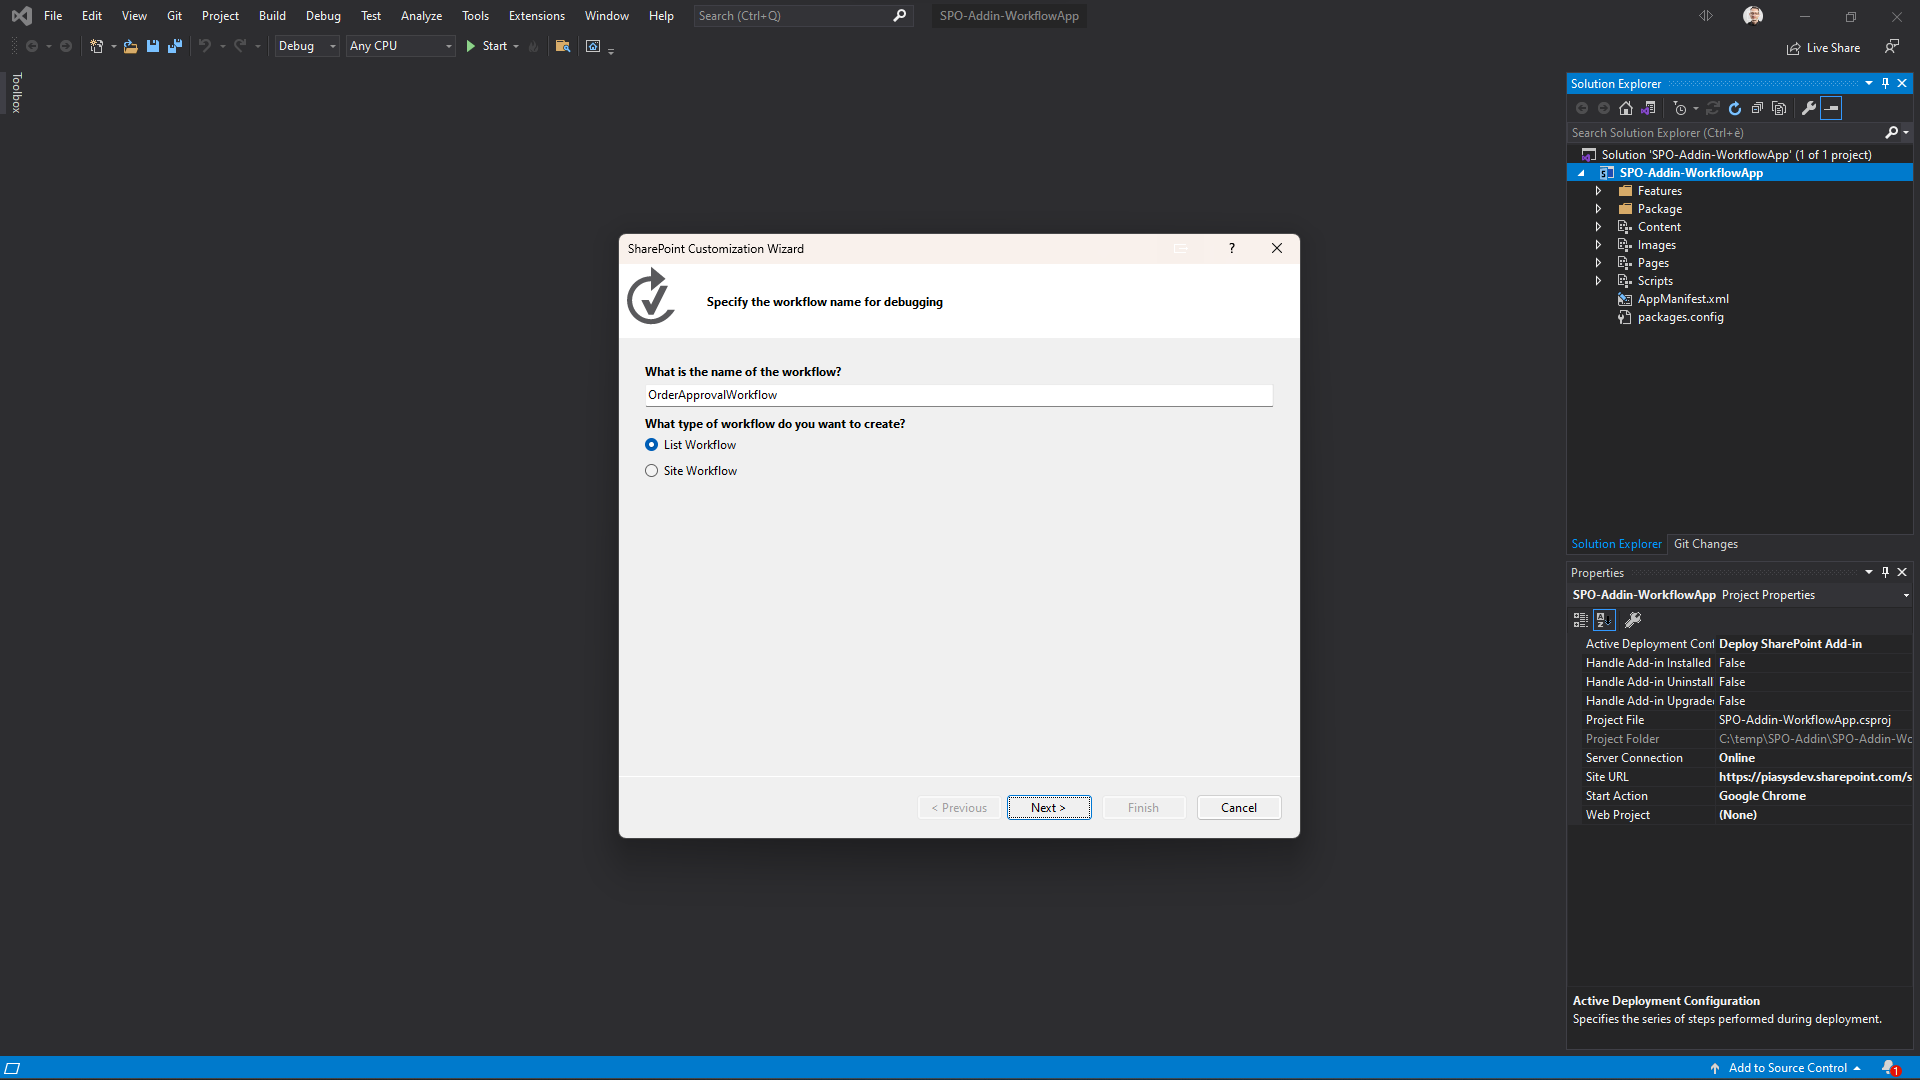 File Edit View Git Project Build Debug Test Analyze Tools Extensions Window Help Search (Ctrl+Q) SPO-Addin-WorkflowApp
Debug Any CPU Start Live Share
Toolbox
Solution Explorer
Search Solution Explorer (Ctrl+è)
Solution 'SPO-Addin-WorkflowApp' (1 of 1 project)
SPO-Addin-WorkflowApp
Features
Package
Content
Images
Pages
Scripts
AppManifest.xml
packages.config
Solution Explorer Git Changes
SharePoint Customization Wizard ?
Specify the workflow name for debugging
What is the name of the workflow?
OrderApprovalWorkflow
What type of workflow do you want to create?
List Workflow
Site Workflow
< Previous Next > Finish Cancel
Properties
SPO-Addin-WorkflowApp Project Properties
Active Deployment Conf Deploy SharePoint Add-in
Handle Add-in Installed False
Handle Add-in Uninstall False
Handle Add-in Upgraded False
Project File SPO-Addin-WorkflowApp.csproj
Project Folder C:\temp\SPO-Addin\SPO-Addin-Wo
Server Connection Online
Site URL https://piasysdev.sharepoint.com/s
Start Action Google Chrome
Web Project (None)
Active Deployment Configuration
Specifies the series of steps performed during deployment.
Add to Source Control 1